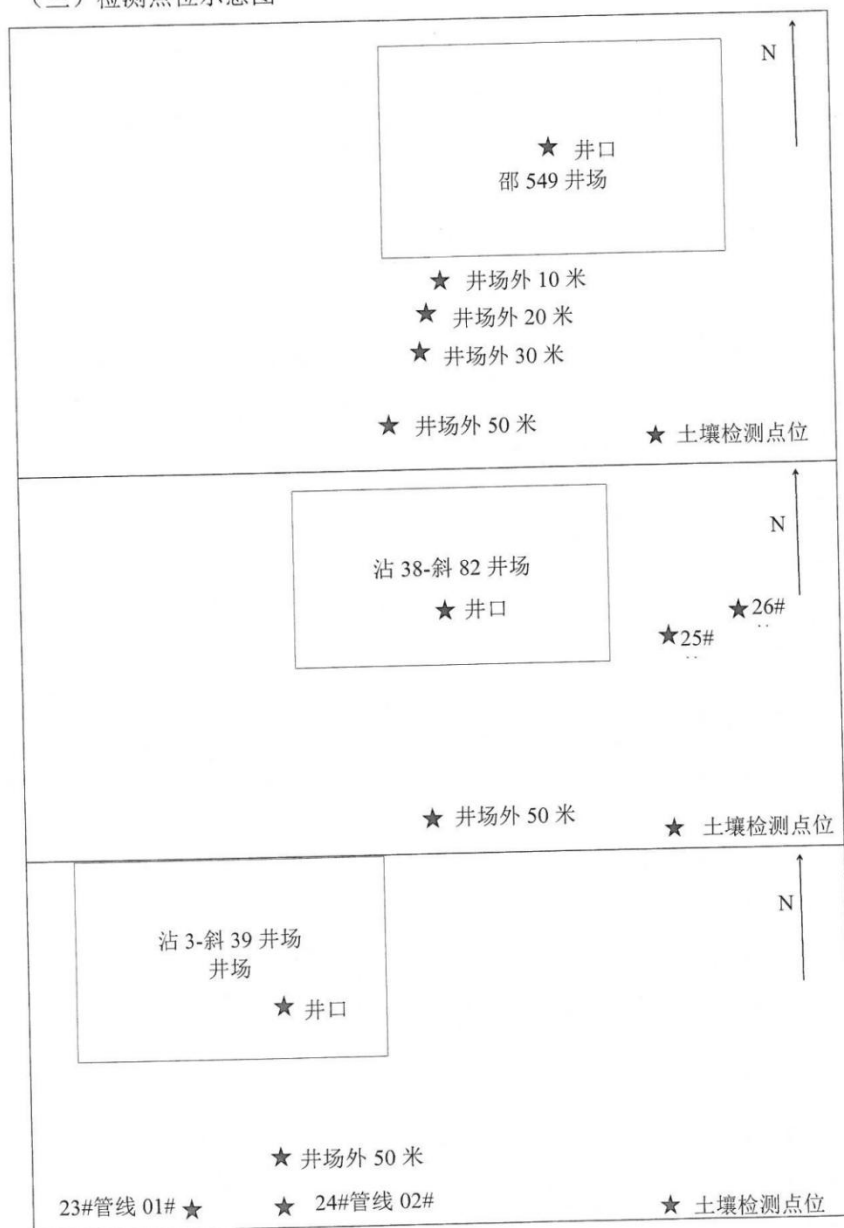 检测点位示意图
N
井口
邵 549 井场
井场外 10 米
井场外 20 米
井场外 30 米
井场外 50 米
土壤检测点位
N
沾 38-斜 82 井场
井口
26#
25#
井场外 50 米
土壤检测点位
N
沾 3-斜 39 井场
井场
井口
井场外 50 米
23#管线 01#
24#管线 02#
土壤检测点位